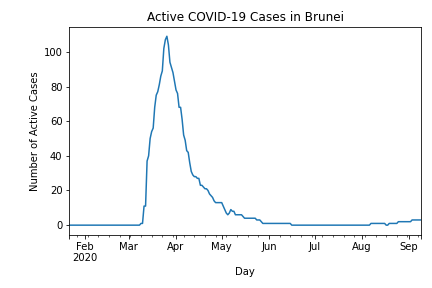 Active COVID-19 Cases in Brunei
Number of Active Cases
100
80
60
40
20
0
Feb Mar Apr May Jun Jul Aug Sep
2020
Day